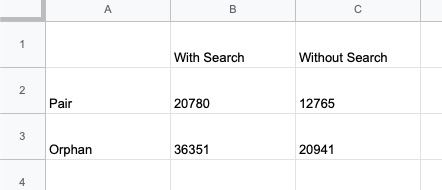 A B C
1 With Search Without Search
2 Pair 20780 12765
3 Orphan 36351 20941
4